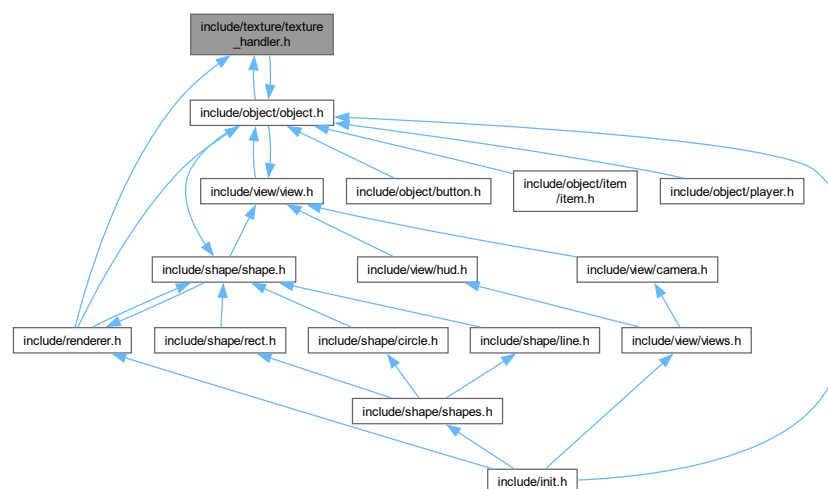 include/texture/texture
_handler.h
include/object/object.h
include/view/view.h
include/object/button.h
include/object/item
/item.h
include/object/player.h
include/shape/shape.h
include/view/hud.h
include/view/camera.h
include/renderer.h
include/shape/rect.h
include/shape/circle.h
include/shape/line.h
include/view/views.h
include/shape/shapes.h
include/init.h